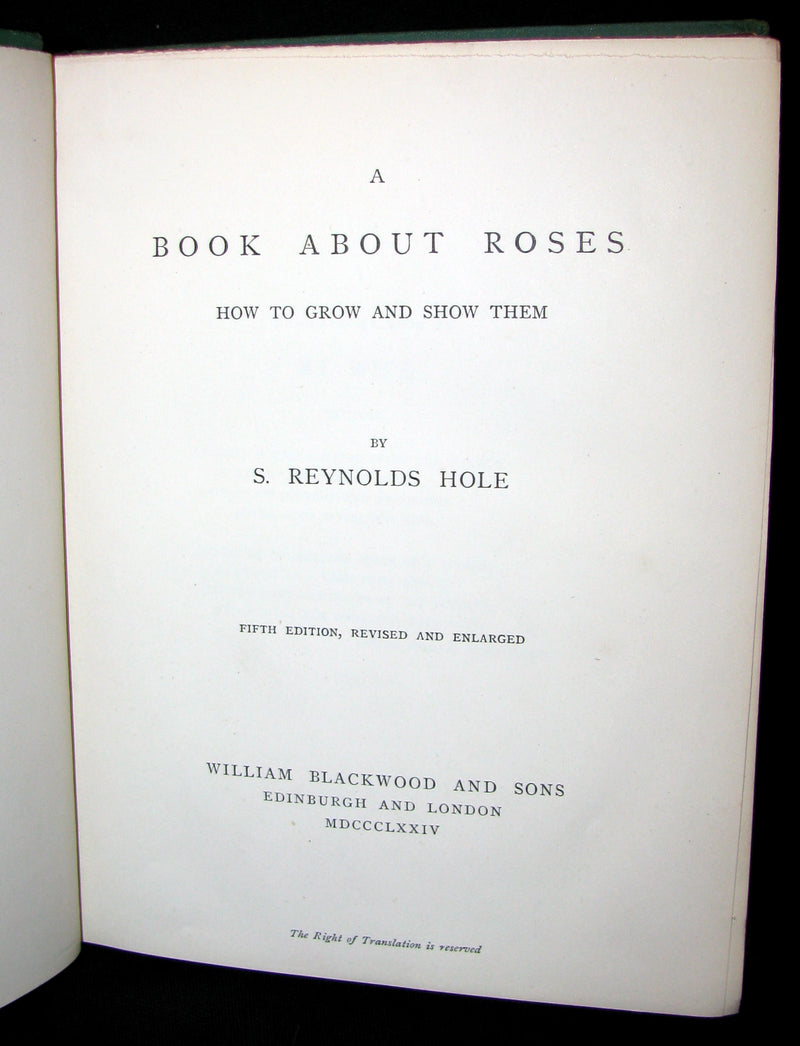 A
BOOK ABOUT ROSES
HOW TO GROW AND SHOW THEM
BY
S. REYNOLDS HOLE
FIFTH EDITION, REVISED AND ENLARGED
WILLIAM BLACKWOOD AND SONS
EDINBURGH AND LONDON
MDCCCLXXIV
The Right of Translation is reserved